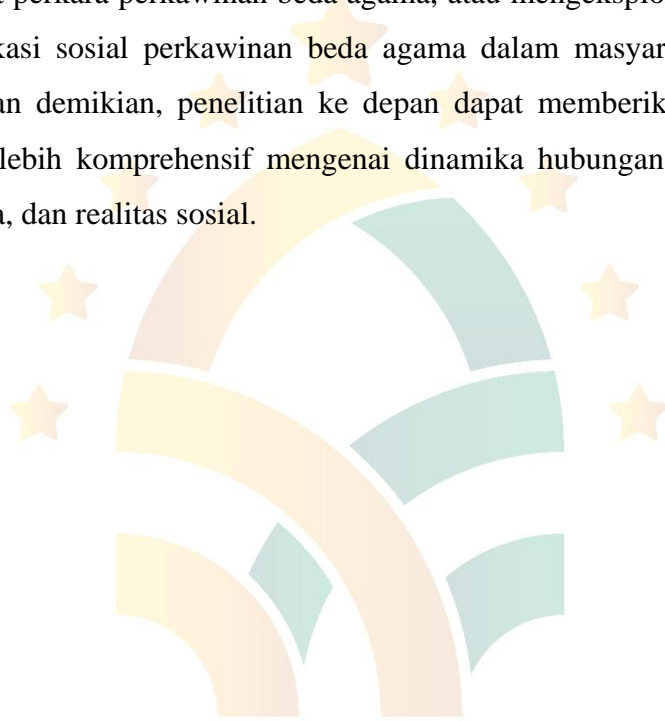 perkara perkawinan beda agama, atau mengeksplo
kasi sosial perkawinan beda agama dalam masyar
an demikian, penelitian ke depan dapat memberik
lebih komprehensif mengenai dinamika hubungan
a, dan realitas sosial.